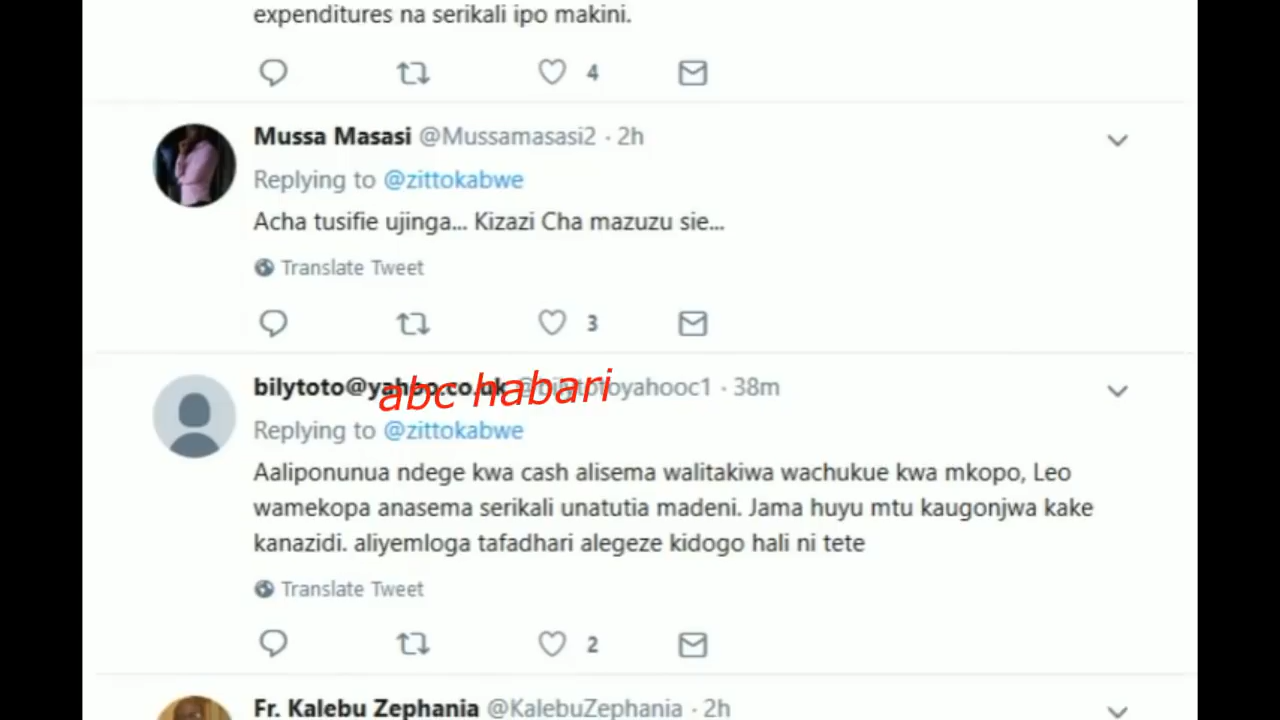 expenditures na serikali ipo makini.
4
Mussa Masasi @Mussamasasi2 · 2h
Replying to @zittokabwe
Acha tusifie ujinga... Kizazi Cha mazuzu sie...
Translate Tweet
3
bilytoto@yahoo.co.uk @bilytotoyahooc1 · 38m
abc habari
Replying to @zittokabwe
Aaliponunua ndege kwa cash alisema walitakiwa wachukue kwa mkopo, Leo
wamekopa anasema serikali unatutia madeni. Jama huyu mtu kaugonjwa kake
kanazidi. aliyemloga tafadhari alegeze kidogo hali ni tete
Translate Tweet
2
Fr. Kalebu Zephania @KalebuZephania · 2h